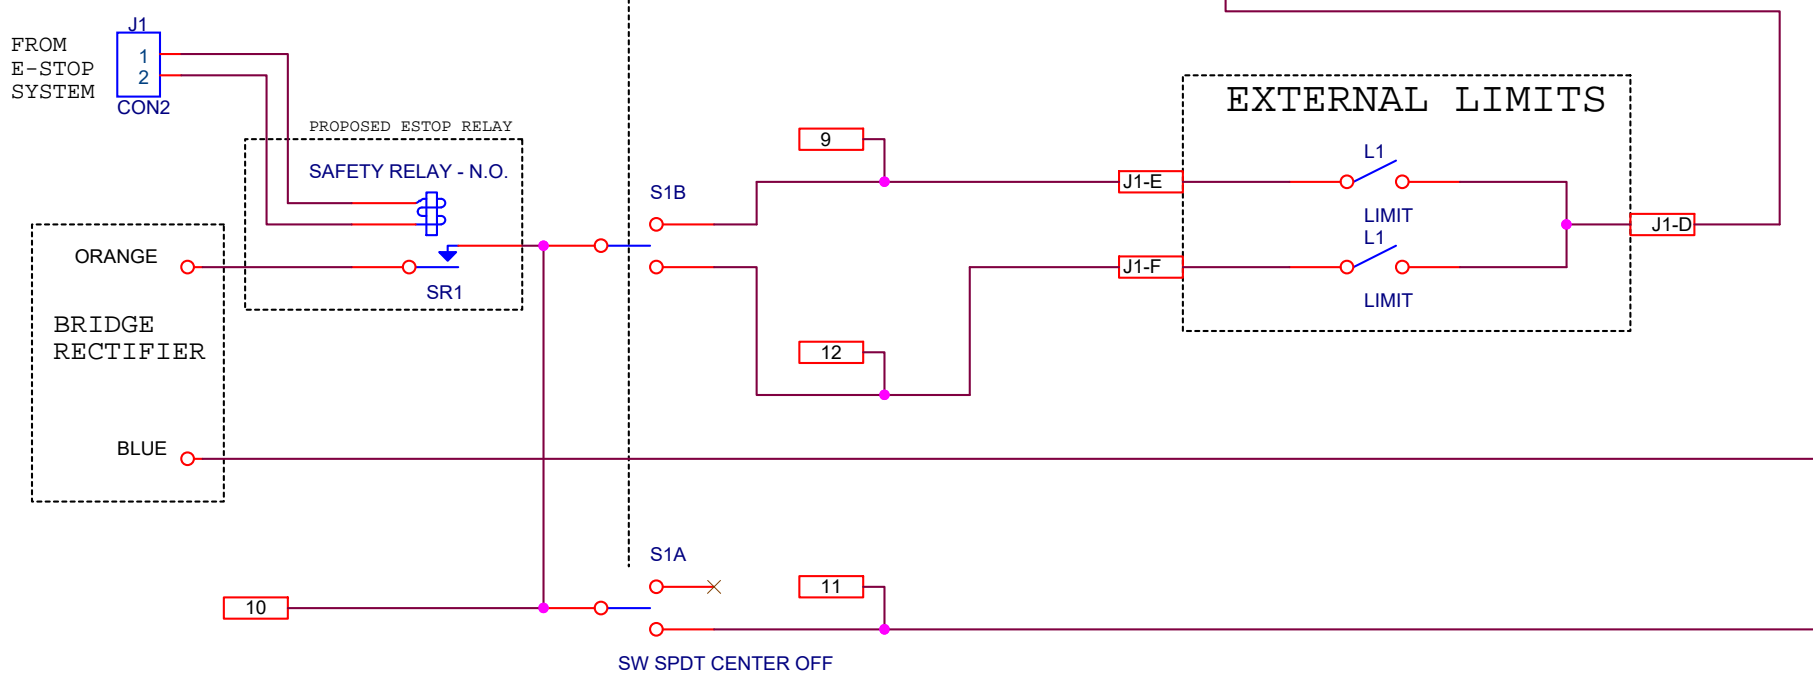 J1
FROM
E-STOP
SYSTEM
1
2
CON2
PROPOSED ESTOP RELAY
SAFETY RELAY - N.O.
SR1
ORANGE
BRIDGE
RECTIFIER
BLUE
S1B
9
12
EXTERNAL LIMITS
J1-E
L1
LIMIT
J1-D
L1
J1-F
LIMIT
S1A
10
11
SW SPDT CENTER OFF